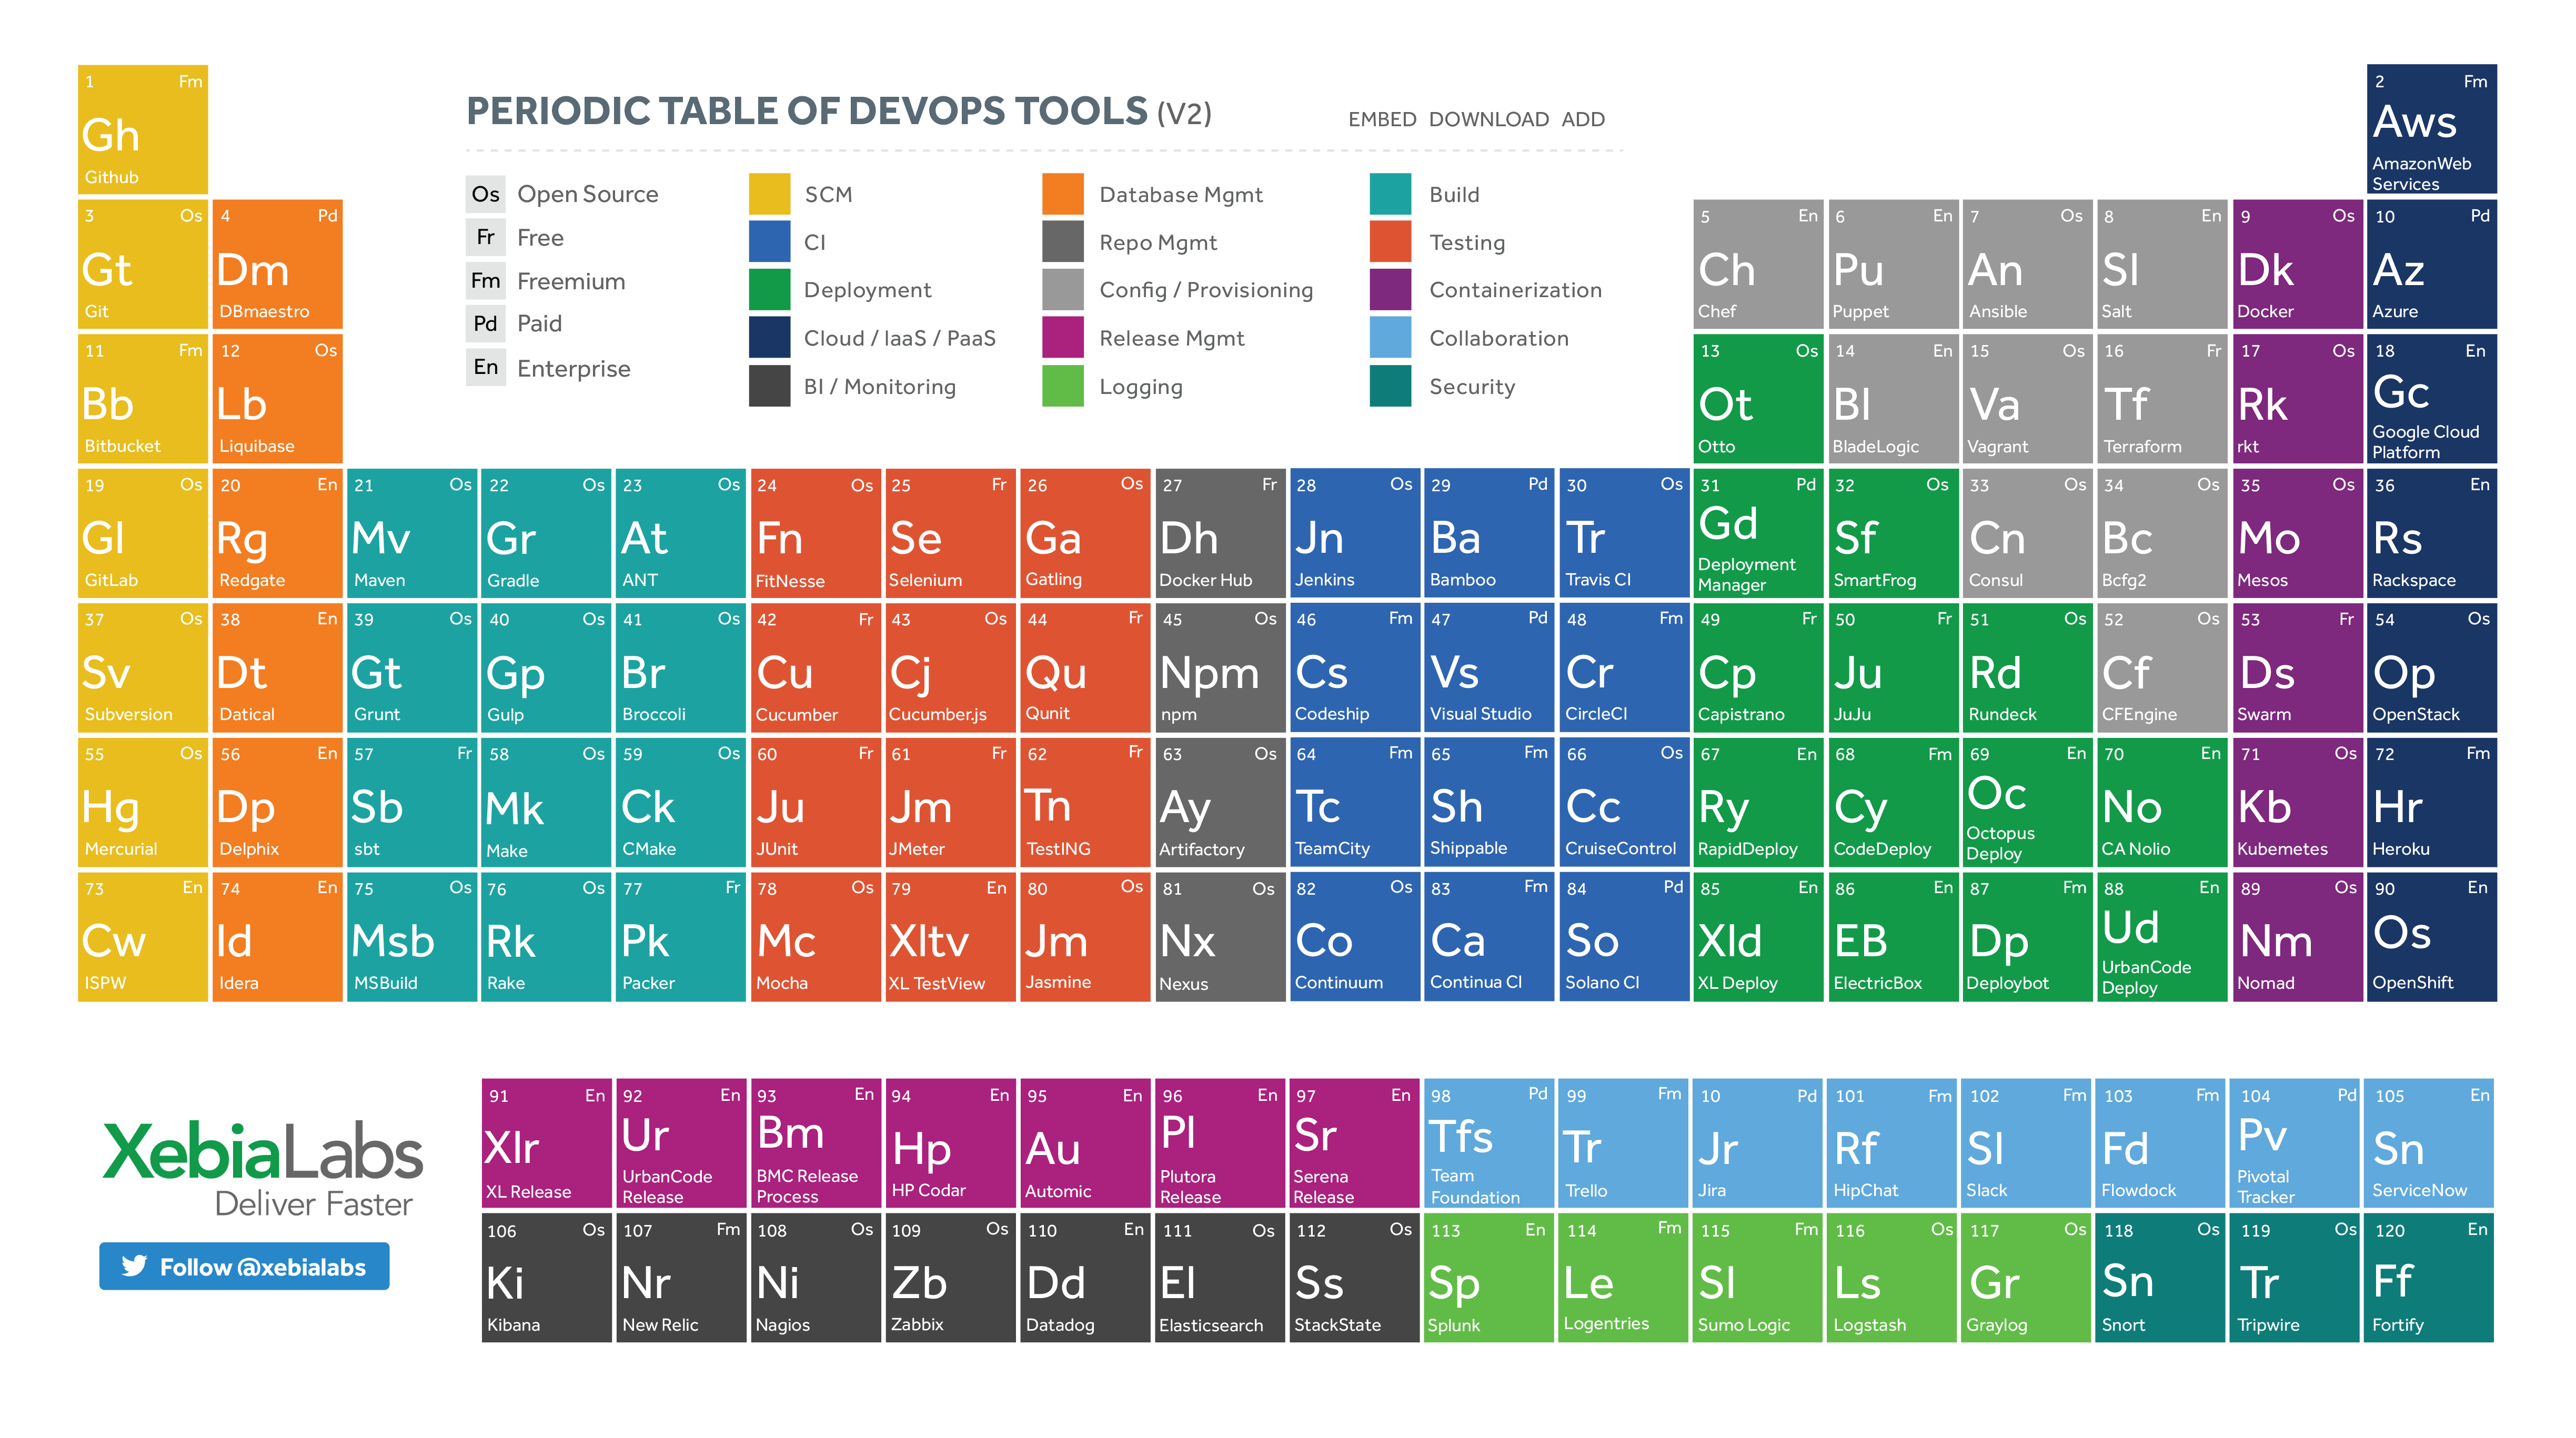 1 Fm
Gh
Github
PERIODIC TABLE OF DEVOPS TOOLS (V2)
EMBED DOWNLOAD ADD
Os Open Source
Fr Free
Fm Freemium
Pd Paid
En Enterprise
SCM
CI
Deployment
Cloud / IaaS / PaaS
BI / Monitoring
Database Mgmt
Repo Mgmt
Config / Provisioning
Release Mgmt
Logging
Build
Testing
Containerization
Collaboration
Security
2 Fm
Aws
AmazonWeb
Services
3 Os
Gt
Git
4 Pd
Dm
DBmaestro
5 En
Ch
Chef
6 En
Pu
Puppet
7 Os
An
Ansible
8 En
Sl
Salt
9 Os
Dk
Docker
10 Pd
Az
Azure
11 Fm
Bb
Bitbucket
12 Os
Lb
Liquibase
13 Os
Ot
Otto
14 En
Bl
BladeLogic
15 Os
Va
Vagrant
16 Fr
Tf
Terraform
17 Os
Rk
rkt
18 En
Gc
Google Cloud
Platform
19 Os
Gl
GitLab
20 En
Rg
Redgate
21 Os
Mv
Maven
22 Os
Gr
Gradle
23 Os
At
ANT
24 Os
Fn
FitNesse
25 Fr
Se
Selenium
26 Os
Ga
Gatling
27 Fr
Dh
Docker Hub
28 Os
Jn
Jenkins
29 Pd
Ba
Bamboo
30 Os
Tr
Travis CI
31 Pd
Gd
Deployment
Manager
32 Os
Sf
SmartFrog
33 Os
Cn
Consul
34 Os
Bc
Bcfg2
35 Os
Mo
Mesos
36 En
Rs
Rackspace
37 Os
Sv
Subversion
38 En
Dt
Datical
39 Os
Gt
Grunt
40 Os
Gp
Gulp
41 Os
Br
Broccoli
42 Fr
Cu
Cucumber
43 Os
Cj
Cucumber.js
44 Fr
Qu
Qunit
45 Os
Npm
npm
46 Fm
Cs
Codeship
47 Pd
Vs
Visual Studio
48 Fm
Cr
CircleCI
49 Fr
Cp
Capistrano
50 Fr
Ju
JuJu
51 Os
Rd
Rundeck
52 Os
Cf
CFEngine
53 Fr
Ds
Swarm
54 Os
Op
OpenStack
55 Os
Hg
Mercurial
56 En
Dp
Delphix
57 Fr
Sb
sbt
58 Os
Mk
Make
59 Os
Ck
CMake
60 Fr
Ju
JUnit
61 Fr
Jm
JMeter
62 Fr
Tn
TestING
63 Os
Ay
Artifactory
64 Fm
Tc
TeamCity
65 Fm
Sh
Shippable
66 Os
Cc
CruiseControl
67 En
Ry
RapidDeploy
68 Fm
Cy
CodeDeploy
69 En
Oc
Octopus
Deploy
70 En
No
CA Nolio
71 Os
Kb
Kubemetes
72 Fm
Hr
Heroku
73 En
Cw
ISPW
74 En
Id
Idera
75 Os
Msb
MSBuild
76 Os
Rk
Rake
77 Fr
Pk
Packer
78 Os
Mc
Mocha
79 En
Xltv
XL TestView
80 Os
Jm
Jasmine
81 Os
Nx
Nexus
82 Os
Co
Continuum
83 Fm
Ca
Continua CI
84 Pd
So
Solano CI
85 En
Xld
XL Deploy
86 En
EB
ElectricBox
87 Fm
Dp
Deploybot
88 En
Ud
UrbanCode
Deploy
89 Os
Nm
Nomad
90 En
Os
OpenShift
XebiaLabs
Deliver Faster
Follow @xebialabs
91 En
Xlr
XL Release
92 En
Ur
UrbanCode
Release
93 En
Bm
BMC Release
Process
94 En
Hp
HP Codar
95 En
Au
Automic
96 En
Pl
Plutora
Release
97 En
Sr
Serena
Release
98 Pd
Tfs
Team
Foundation
99 Fm
Tr
Trello
10 Pd
Jr
Jira
101 Fm
Rf
HipChat
102 Fm
Sl
Slack
103 Fm
Fd
Flowdock
104 Pd
Pv
Pivotal
Tracker
105 En
Sn
ServiceNow
106 Os
Ki
Kibana
107 Fm
Nr
New Relic
108 Os
Ni
Nagios
109 Os
Zb
Zabbix
110 En
Dd
Datadog
111 Os
El
Elasticsearch
112 Os
Ss
StackState
113 En
Sp
Splunk
114 Fm
Le
Logentries
115 Fm
Sl
Sumo Logic
116 Os
Ls
Logstash
117 Os
Gr
Graylog
118 Os
Sn
Snort
119 Os
Tr
Tripwire
120 En
Ff
Fortify